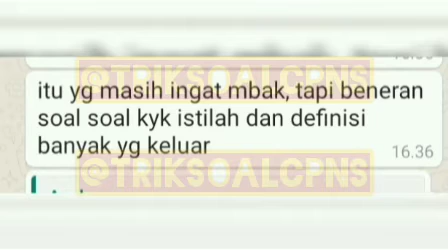 @TRIKSOALCPNS
itu yg masih ingat mbak, tapi beneran
soal soal kyk istilah dan definisi
banyak yg keluar
16.36
@TRIKSOALCPNS